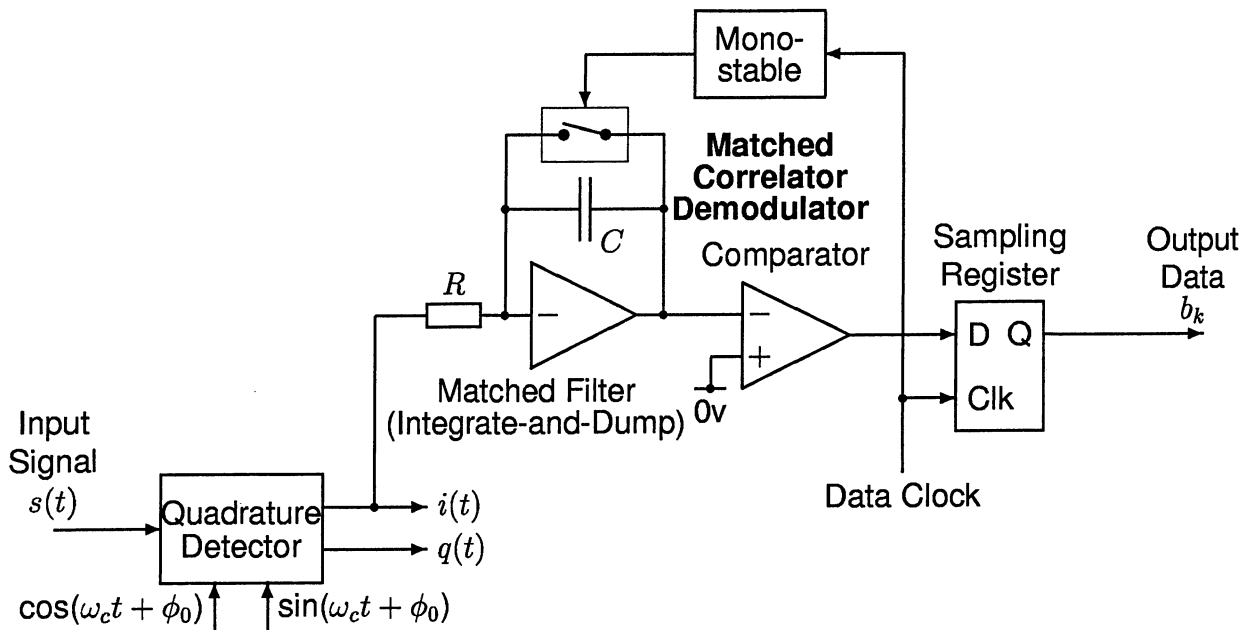 Mono-
stable
Matched
Correlator
Demodulator
C
Comparator
Sampling
Register
Output
Data
b_k
R
−
−
+
D Q
Clk
0v
Matched Filter
(Integrate-and-Dump)
Input
Signal
s(t)
Quadrature
Detector
i(t)
q(t)
Data Clock
cos(ω_c t + ϕ_0)
sin(ω_c t + ϕ_0)